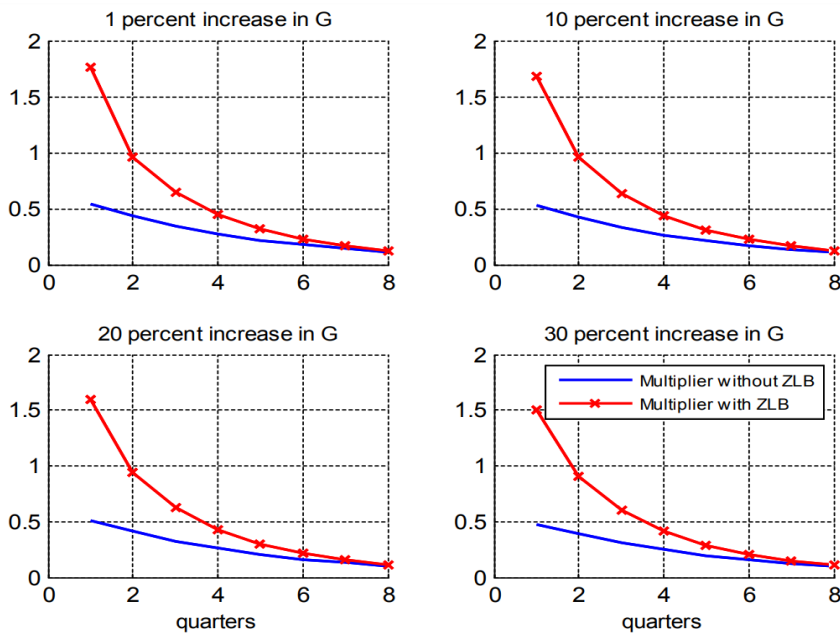 1 percent increase in G
2
1.5
1
0.5
0
0 2 4 6 8
10 percent increase in G
2
1.5
1
0.5
0
0 2 4 6 8
20 percent increase in G
2
1.5
1
0.5
0
0 2 4 6 8
quarters
30 percent increase in G
2
1.5
1
0.5
0
Multiplier without ZLB
Multiplier with ZLB
0 2 4 6 8
quarters